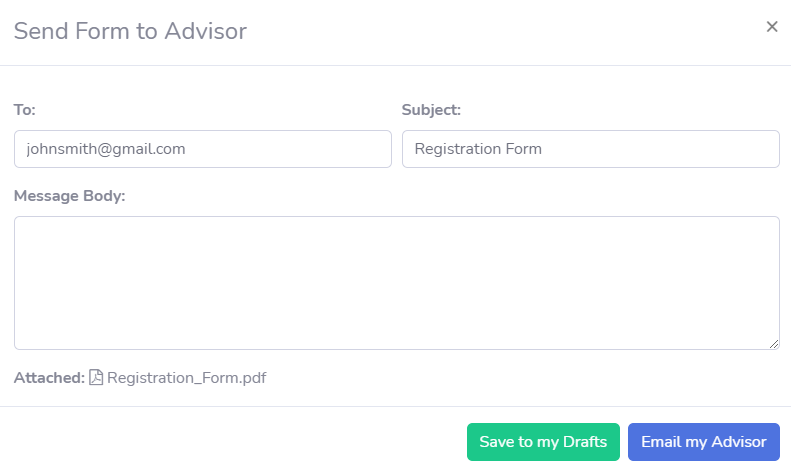 Send Form to Advisor ×
To: Subject:
johnsmith@gmail.com Registration Form
Message Body:
Attached: Registration_Form.pdf
Save to my Drafts Email my Advisor